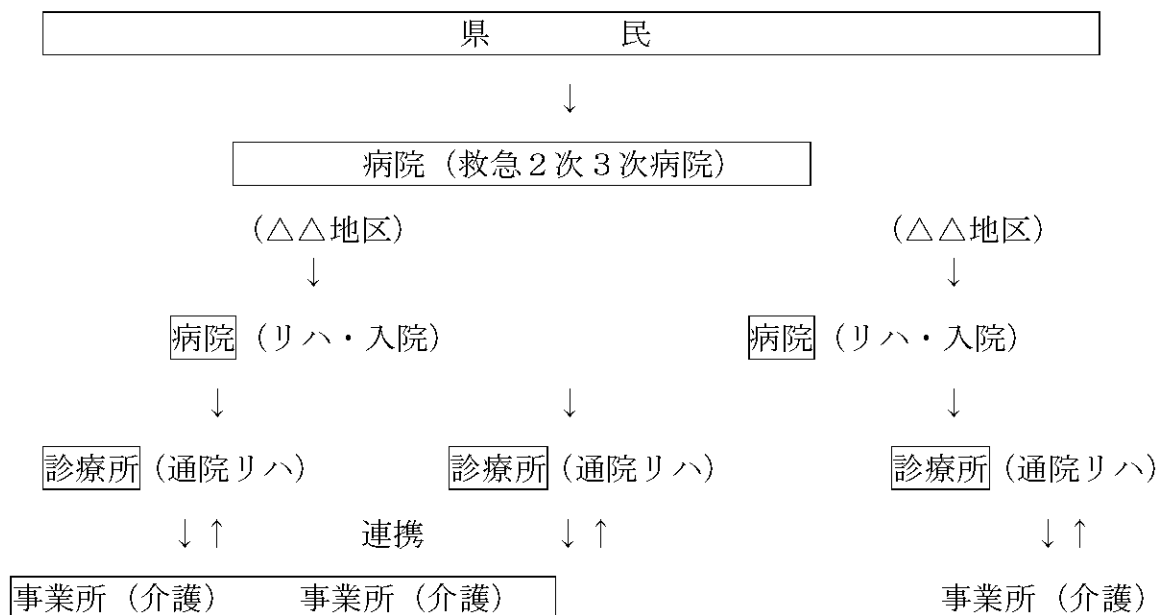 県　　　民
↓
病院（救急２次３次病院）
（△△地区）　（△△地区）
↓　↓
病院（リハ・入院）　病院（リハ・入院）
↓　↓　↓
診療所（通院リハ）　診療所（通院リハ）　診療所（通院リハ）
↓↑　連携　↓↑　↓↑
事業所（介護）　事業所（介護）　事業所（介護）